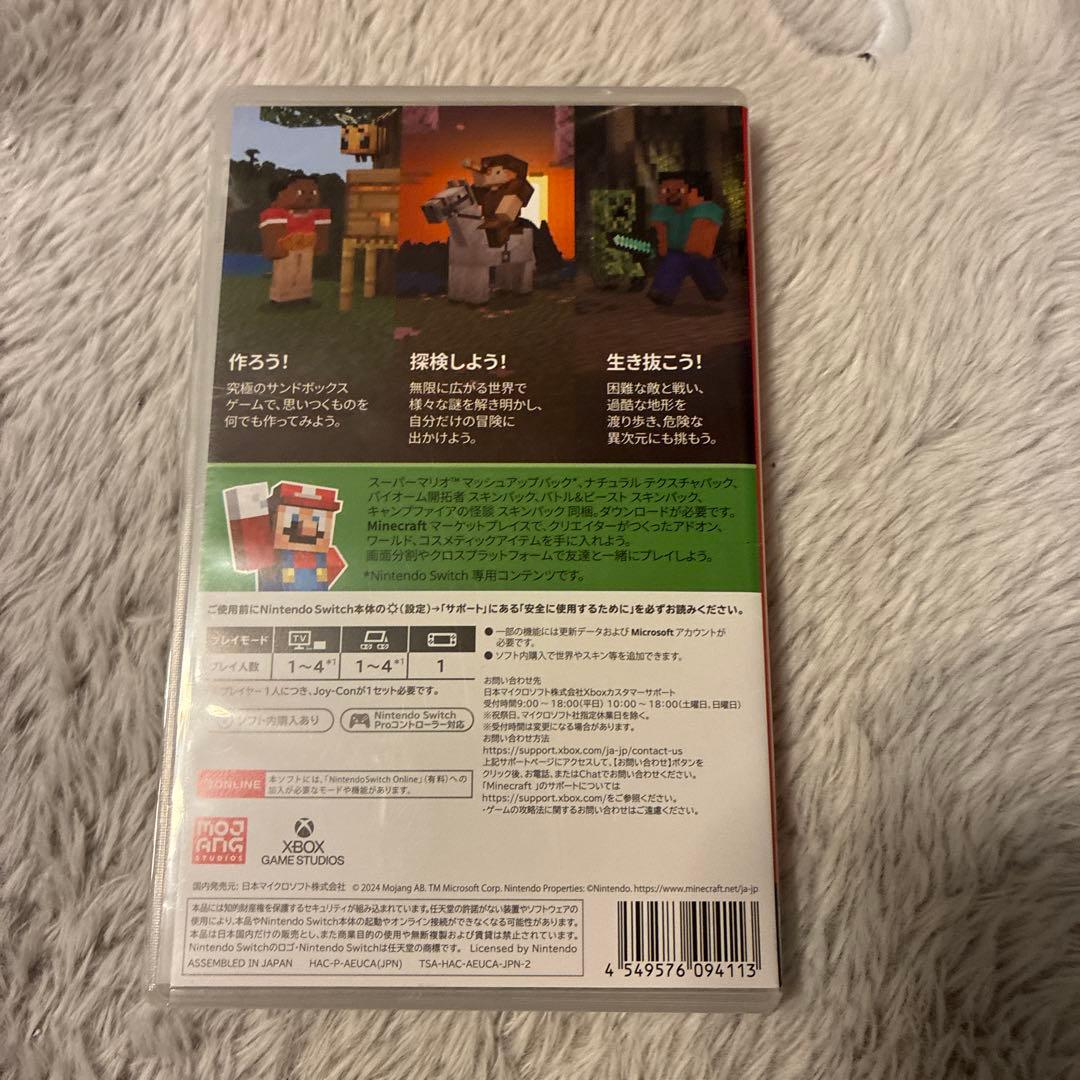 作ろう！
究極のサンドボックス
ゲームで、思いつくものを
何でも作ってみよう。
探検しよう！
無限に広がる世界で
様々な謎を解き明かし、
自分だけの冒険に
出かけよう。
生き抜こう！
困難な敵と戦い、
過酷な地形を
渡り歩き、危険な
異次元にも挑もう。
スーパーマリオ™ マッシュアップパック*、ナチュラル テクスチャパック、
バイオーム開拓者 スキンパック、バトル&ビースト スキンパック、
キャンプファイアの怪談 スキンパック 同梱。ダウンロードが必要です。
Minecraft マーケットプレイスで、クリエイターがつくったアドオン、
ワールド、コスメティックアイテムを手に入れよう。
画面分割やクロスプラットフォームで友達と一緒にプレイしよう。
*Nintendo Switch 専用コンテンツです。
ご使用前にNintendo Switch本体の(設定)→「サポート」にある「安全に使用するために」を必ずお読みください。
プレイモード TV
プレイ人数 1～4*1 1～4*1 1
プレイヤー1人につき、Joy-Conが1セット必要です。
ソフト内購入あり
Nintendo Switch
Proコントローラー対応
ONLINE
本ソフトには、「Nintendo Switch Online」(有料)への
加入が必要なモードや機能があります。
●一部の機能には更新データおよび Microsoft アカウントが
必要です。
●ソフト内購入で世界やスキン等を追加できます。
お問い合わせ先
日本マイクロソフト株式会社Xboxカスタマーサポート
受付時間9:00～18:00(平日) 10:00～18:00(土曜日、日曜日)
※祝祭日、マイクロソフト社指定休業日を除く。
※受付時間は変更になる場合があります。
お問い合わせ方法
https://support.xbox.com/ja-jp/contact-us
上記サポートページにアクセスして、【お問い合わせ】ボタンを
クリック後、お電話、またはChatでお問い合わせください。
「Minecraft 」のサポートについては
https://support.xbox.com/をご参照ください。
・ゲームの攻略法に関するお問い合わせはご遠慮ください。
MOJANG
STUDIOS
XBOX
GAME STUDIOS
国内発売元: 日本マイクロソフト株式会社 © 2024 Mojang AB. TM Microsoft Corp. Nintendo Properties: ©Nintendo. https://www.minecraft.net/ja-jp
本品には知的財産権を保護するセキュリティが組み込まれています。任天堂の許諾がない装置やソフトウェアの
使用により、本品やNintendo Switch本体の起動やオンライン接続ができなくなる可能性があります。
本品は日本国内だけの販売とし、また商業目的の使用や無断複製および賃貸は禁止されています。
Nintendo Switchのロゴ・Nintendo Switchは任天堂の商標です。 Licensed by Nintendo
ASSEMBLED IN JAPAN HAC-P-AEUCA(JPN) TSA-HAC-AEUCA-JPN-2
4 549576 094113